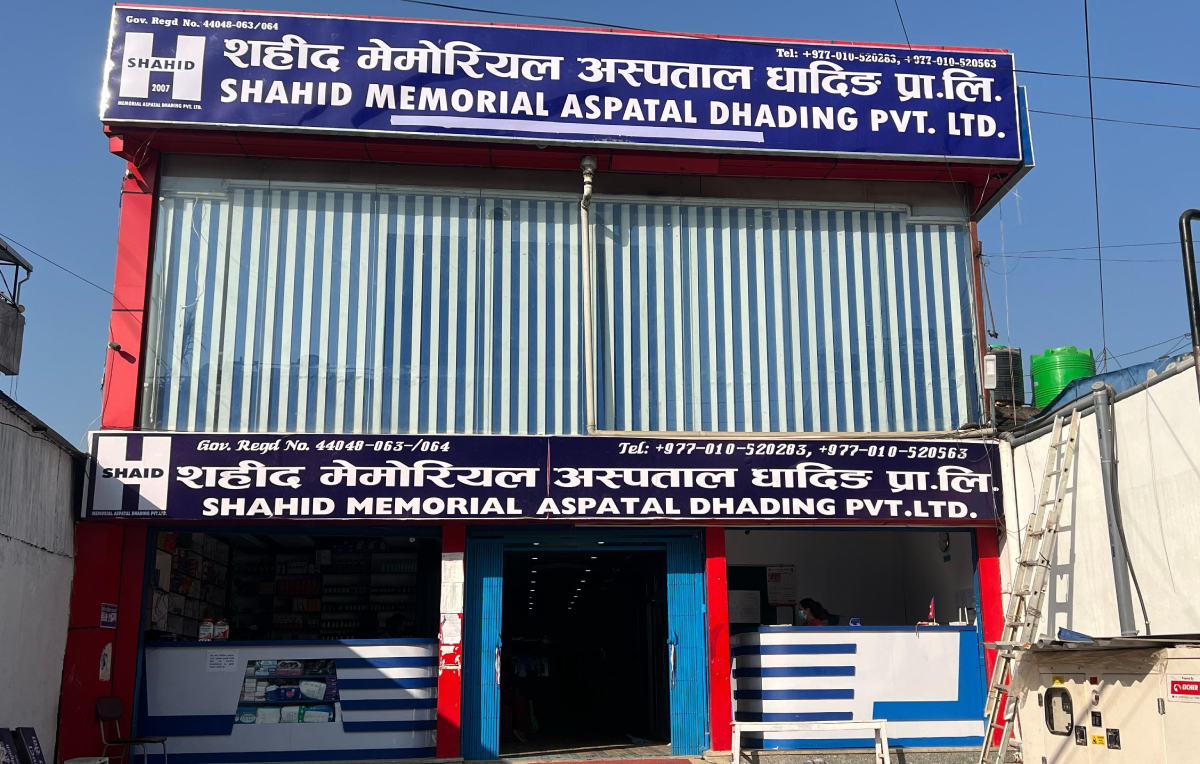 Gov. Regd No. 44048-063/064
Tel: +977-010-520283, +977-010-520563
SHAHID
2007
MEMORIAL ASPATAL DHADING PVT. LTD.
शहीद मेमोरियल अस्पताल धादिङ प्रा.लि.
SHAHID MEMORIAL ASPATAL DHADING PVT. LTD.
Gov. Regd No. 44048-063-/064
Tel: +977-010-520283, +977-010-520563
SHAID
MEMORIAL ASPATAL DHADING PVT.LTD.
शहीद मेमोरियल अस्पताल धादिङ प्रा.लि.
SHAHID MEMORIAL ASPATAL DHADING PVT.LTD.
EICHER